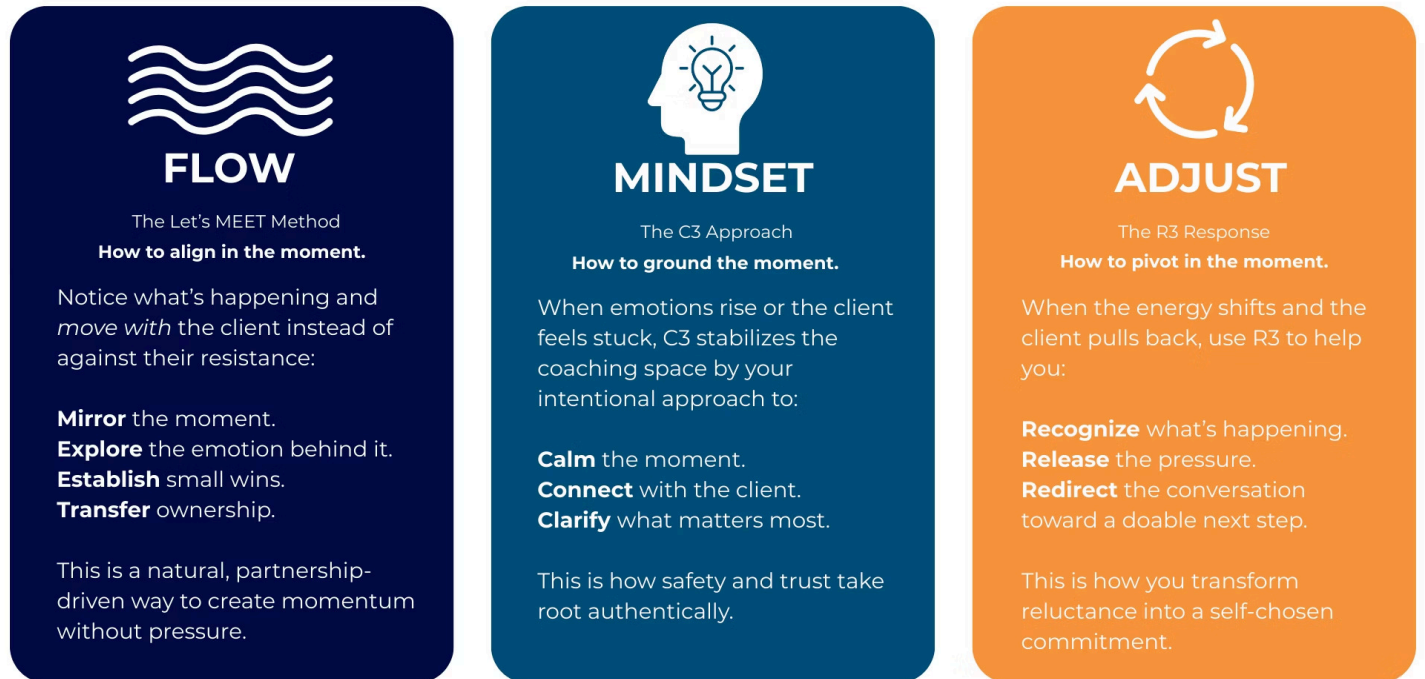 FLOW
The Let's MEET Method
How to align in the moment.
Notice what's happening and
move with the client instead of
against their resistance:
Mirror the moment.
Explore the emotion behind it.
Establish small wins.
Transfer ownership.
This is a natural, partnership-
driven way to create momentum
without pressure.
MINDSET
The C3 Approach
How to ground the moment.
When emotions rise or the client
feels stuck, C3 stabilizes the
coaching space by your
intentional approach to:
Calm the moment.
Connect with the client.
Clarify what matters most.
This is how safety and trust take
root authentically.
ADJUST
The R3 Response
How to pivot in the moment.
When the energy shifts and the
client pulls back, use R3 to help
you:
Recognize what's happening.
Release the pressure.
Redirect the conversation
toward a doable next step.
This is how you transform
reluctance into a self-chosen
commitment.